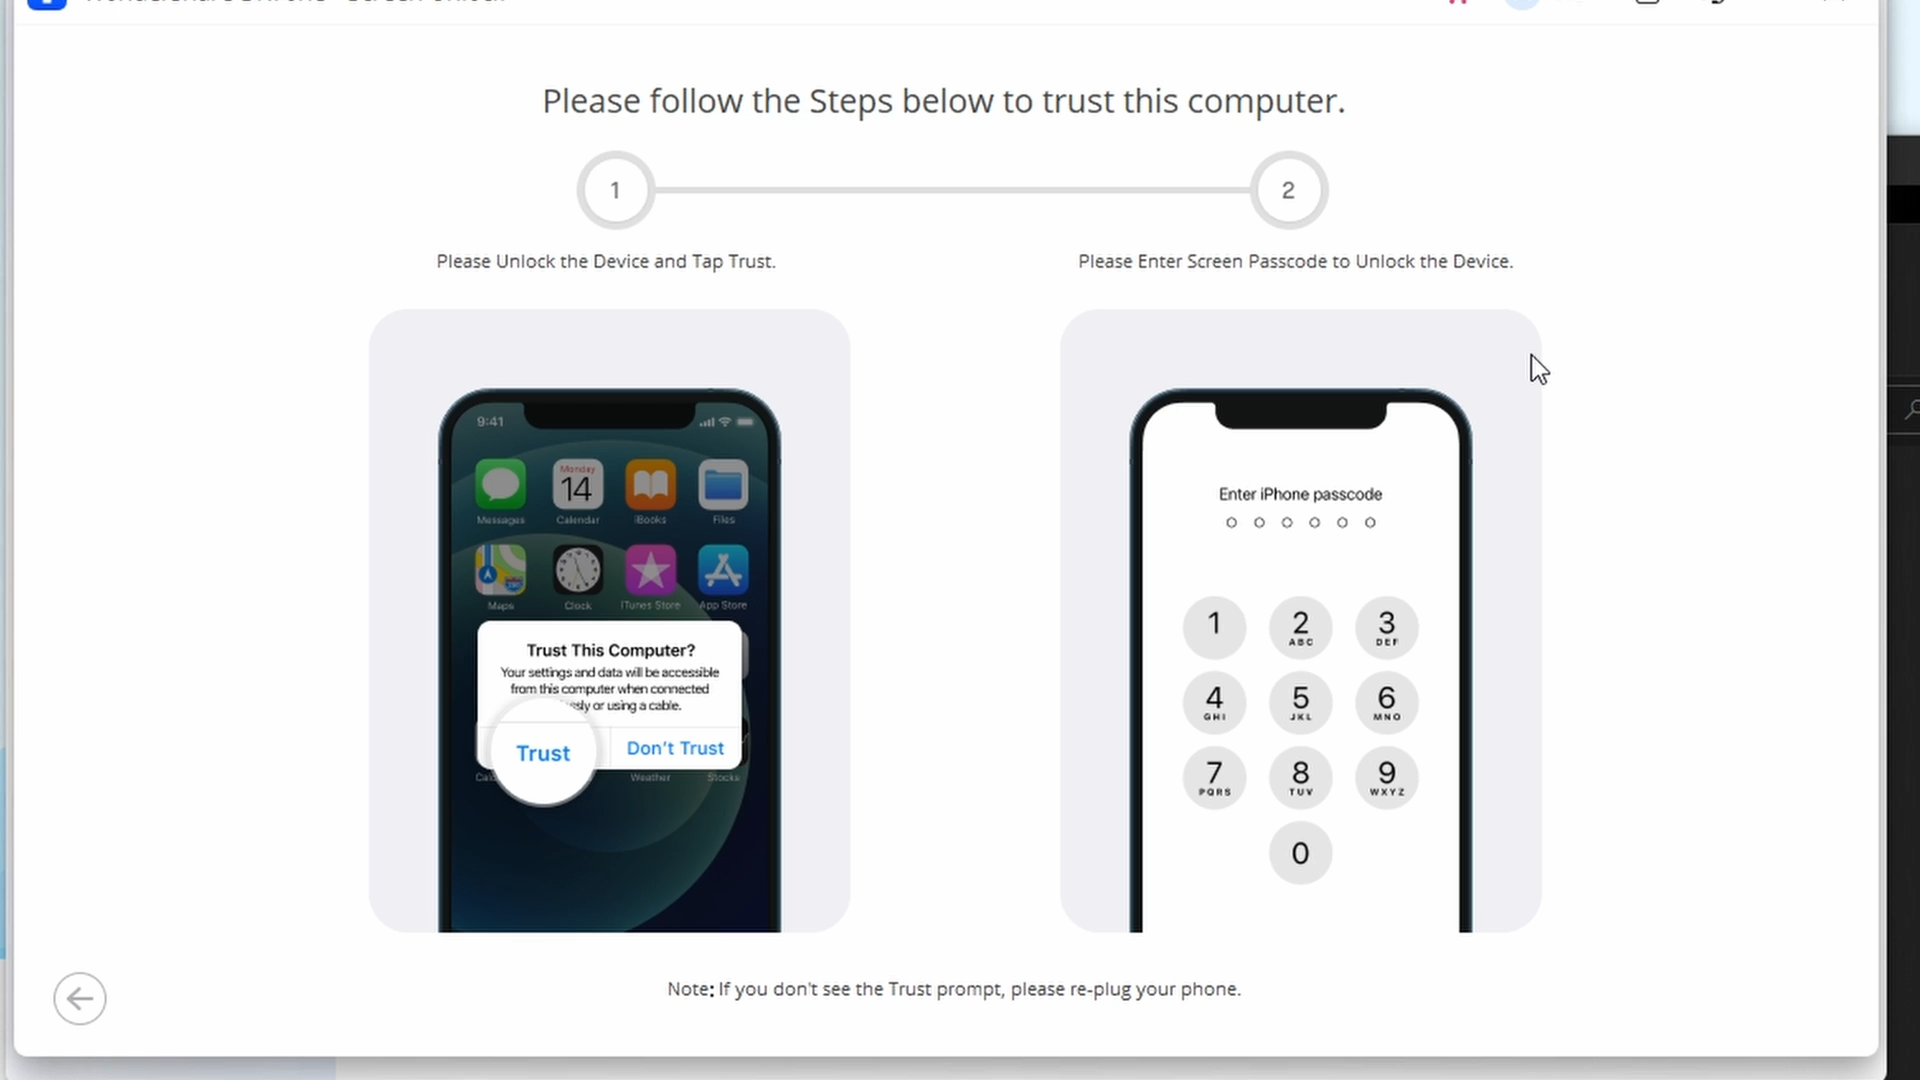 Please follow the Steps below to trust this computer.
1
2
Please Unlock the Device and Tap Trust.
Please Enter Screen Passcode to Unlock the Device.
9:41
Monday
14
Messages
Calendar
iBooks
Files
Maps
Clock
iTunes Store
App Store
Trust This Computer?
Your settings and data will be accessible
from this computer when connected
or using a cable.
Trust
Don't Trust
Weather
Stocks
Enter iPhone passcode
1
2
ABC
3
DEF
4
GHI
5
JKL
6
MNO
7
PQRS
8
TUV
9
WXYZ
0
Note: If you don't see the Trust prompt, please re-plug your phone.